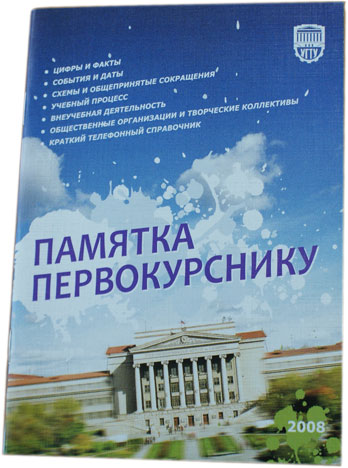 УГТУ
• ЦИФРЫ И ФАКТЫ
• СОБЫТИЯ И ДАТЫ
• СХЕМЫ И ОБЩЕПРИНЯТЫЕ СОКРАЩЕНИЯ
• УЧЕБНЫЙ ПРОЦЕСС
• ВНЕУЧЕБНАЯ ДЕЯТЕЛЬНОСТЬ
• ОБЩЕСТВЕННЫЕ ОРГАНИЗАЦИИ И ТВОРЧЕСКИЕ КОЛЛЕКТИВЫ
• КРАТКИЙ ТЕЛЕФОННЫЙ СПРАВОЧНИК
ПАМЯТКА
ПЕРВОКУРСНИКУ
2008